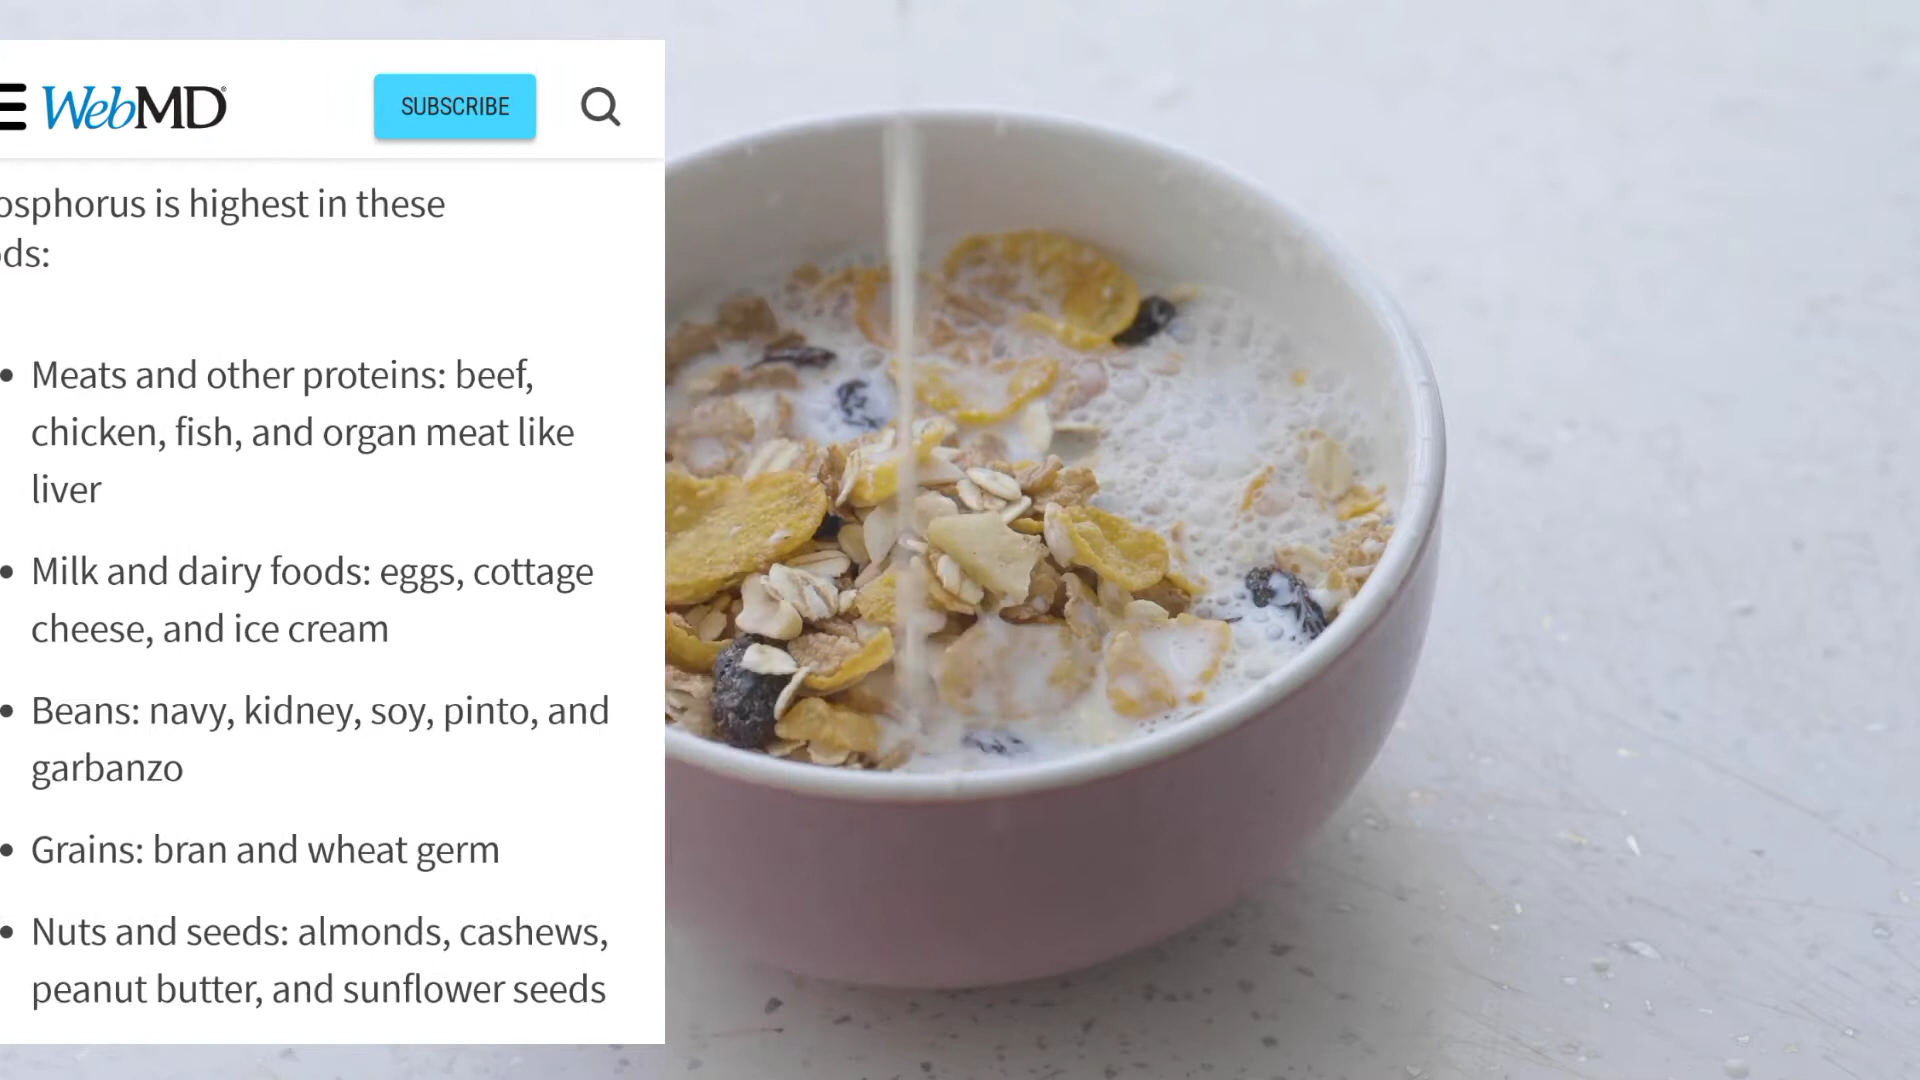 WebMD
SUBSCRIBE
osphorus is highest in these
ods:
• Meats and other proteins: beef,
chicken, fish, and organ meat like
liver
• Milk and dairy foods: eggs, cottage
cheese, and ice cream
• Beans: navy, kidney, soy, pinto, and
garbanzo
• Grains: bran and wheat germ
• Nuts and seeds: almonds, cashews,
peanut butter, and sunflower seeds